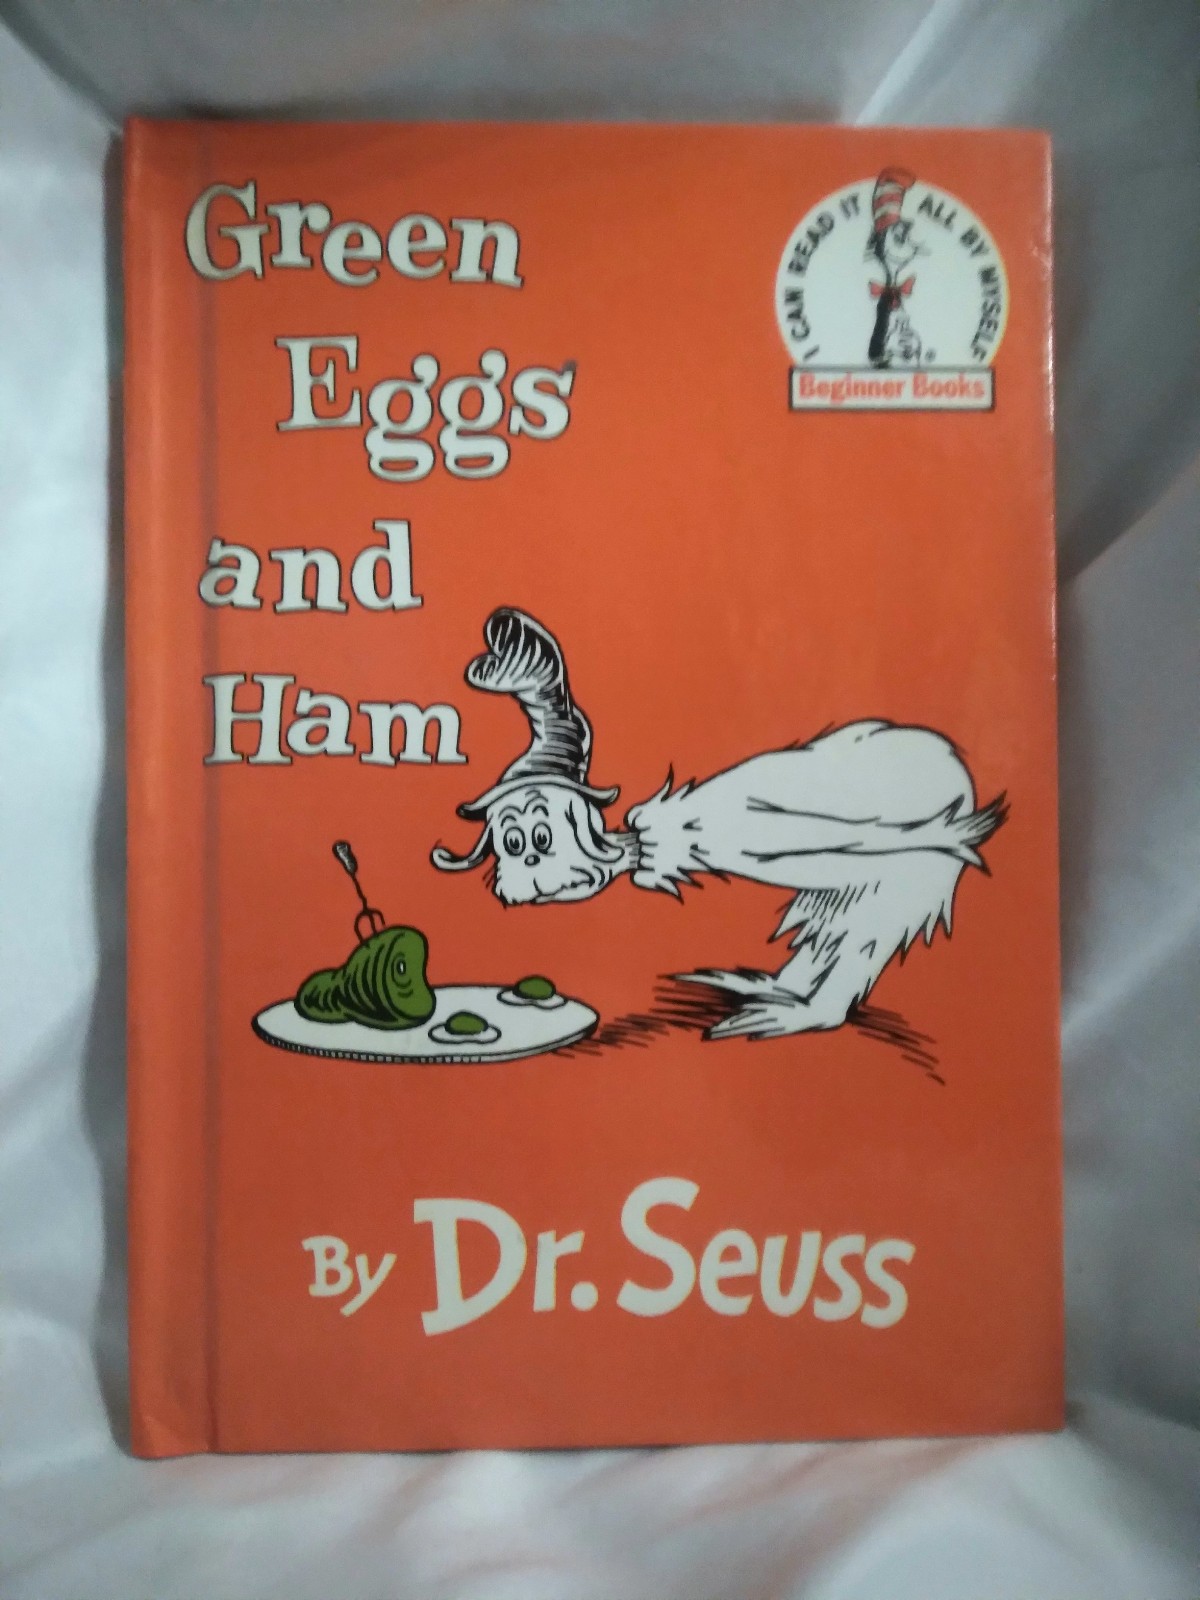 Green
Eggs
and
Ham
I CAN READ IT ALL BY MYSELF
Beginner Books
By Dr. Seuss